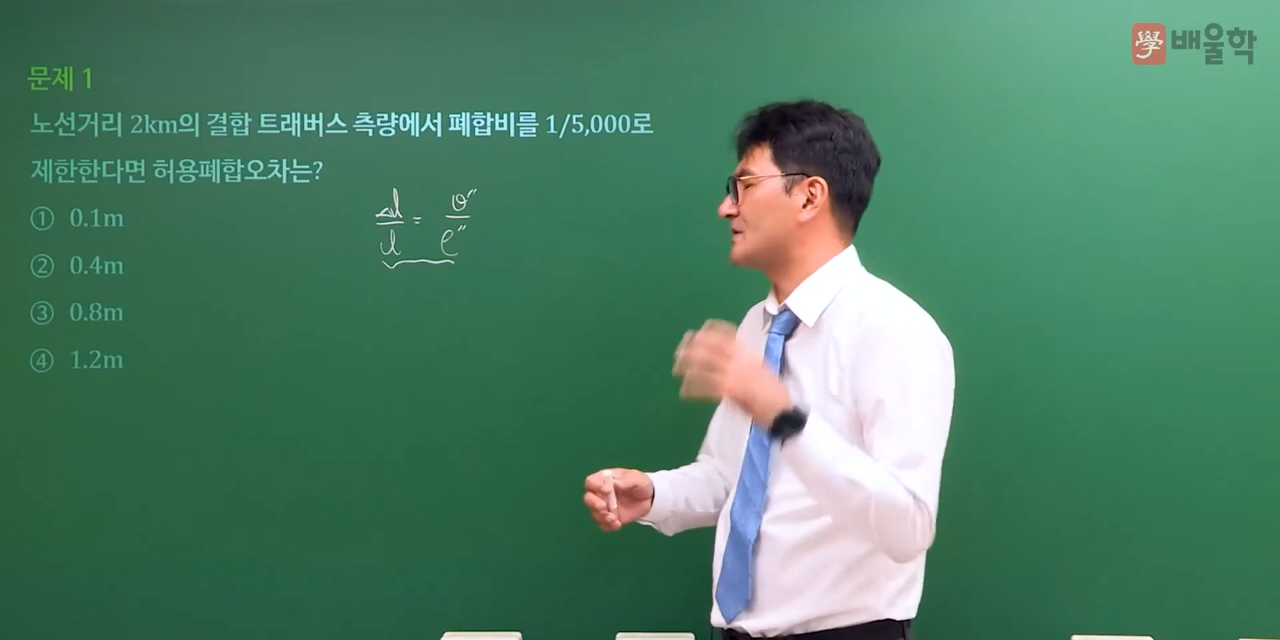 學 배울학
문제 1
노선거리 2km의 결합 트래버스 측량에서 폐합비를 1/5,000로
제한한다면 허용폐합오차는?
① 0.1m
② 0.4m
③ 0.8m
④ 1.2m
Δl/l = θ″/ρ″